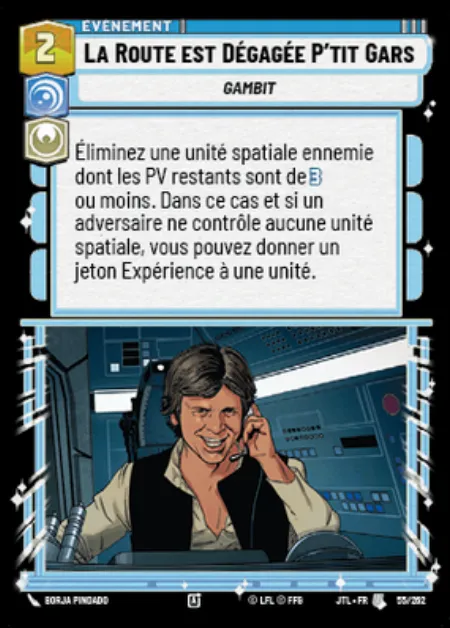 ÉVÉNEMENT
2
LA ROUTE EST DÉGAGÉE P'TIT GARS
GAMBIT
Éliminez une unité spatiale ennemie
dont les PV restants sont de 3
ou moins. Dans ce cas et si un
adversaire ne contrôle aucune unité
spatiale, vous pouvez donner un
jeton Expérience à une unité.
BORJA PINDADO
A
© LFL © FFG
JTL • FR
55/262